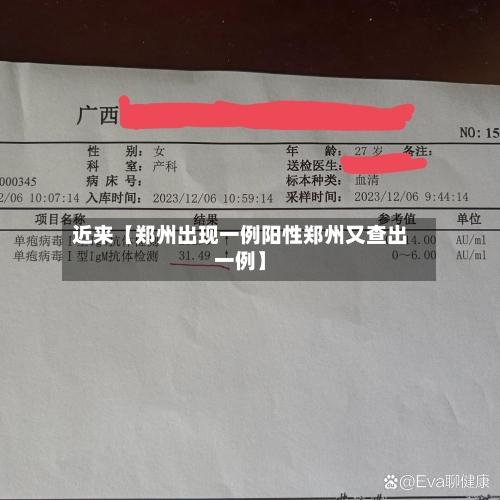 广西
NO:15
性 别: 女 年 龄: 27 岁 备注:
科 室: 产科 送检医生:
000345 病 床 号: 标本种类: 血清
/06 10:07:14 入库时间: 2023/12/06 10:59:14 采样时间: 2023/12/06 9:44:14
项目名称 结果 参考值 单位
单疱病毒Ⅰ 4.00 AU/ml
单疱病毒Ⅰ型IgM抗体检测 31.49 ↑ 0～6.00 AU/ml
近来【郑州出现一例阳性郑州又查出
一例】
@Eva聊健康